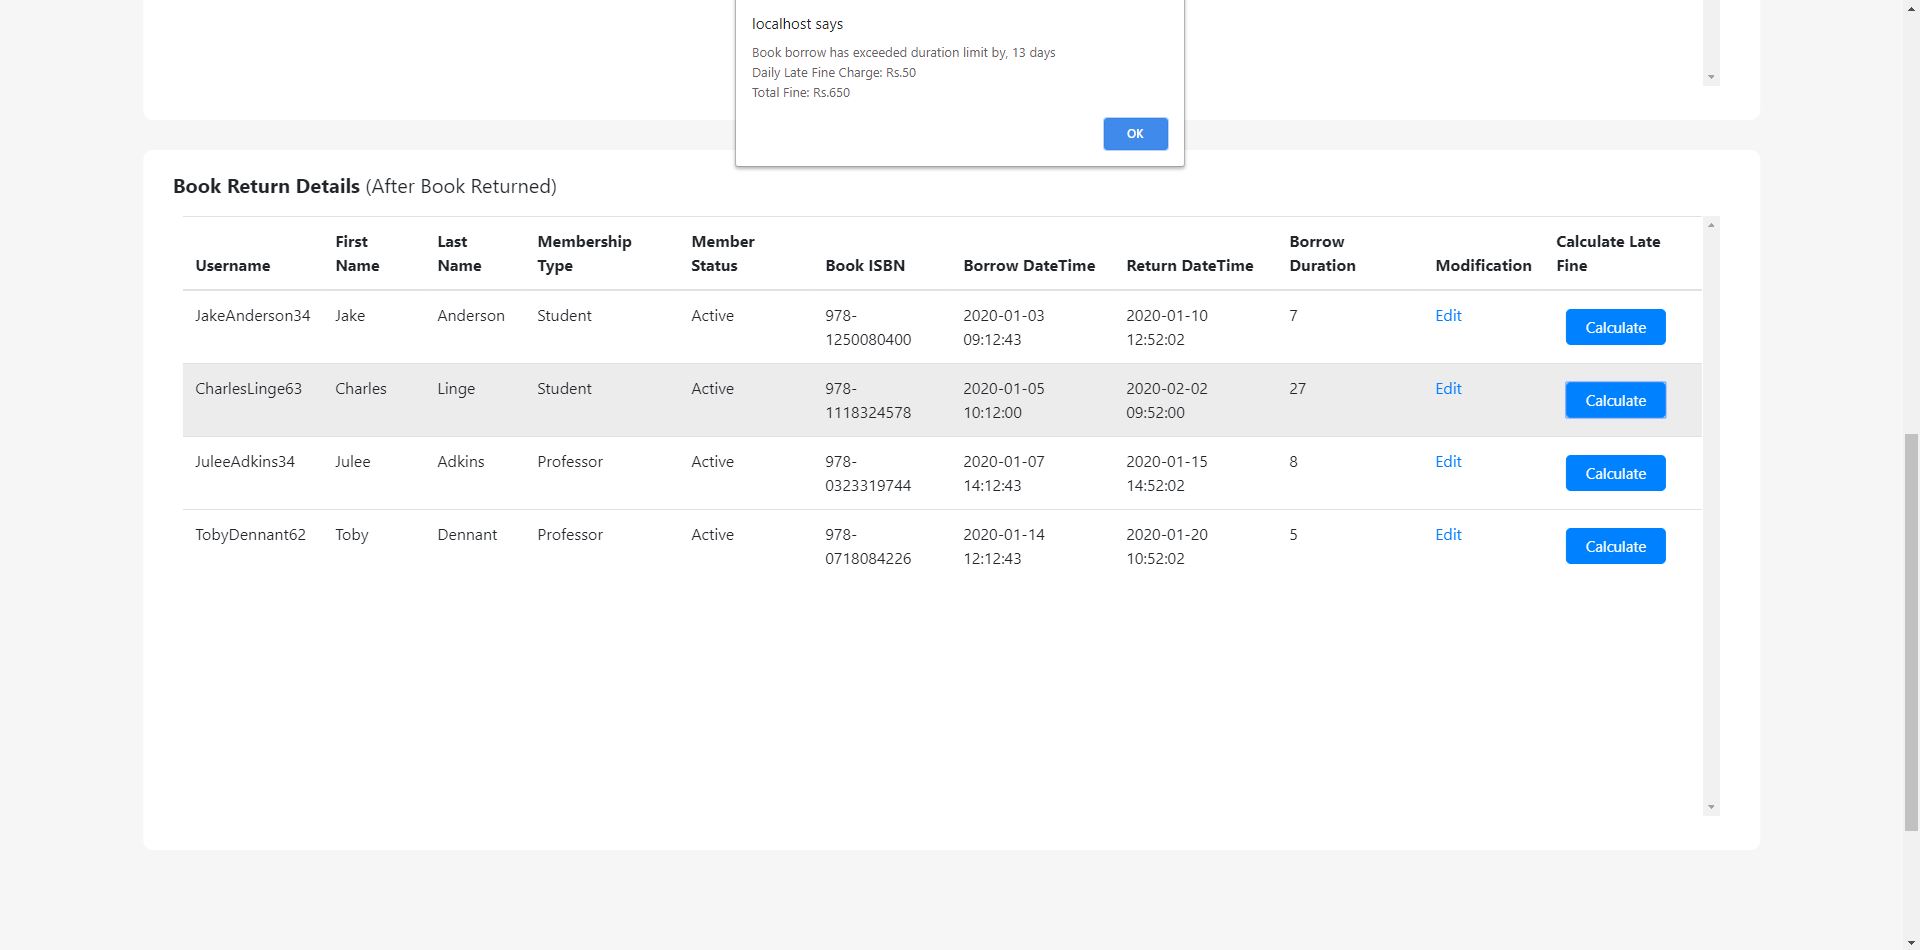 localhost says
Book borrow has exceeded duration limit by, 13 days
Daily Late Fine Charge: Rs.50
Total Fine: Rs.650
OK
Book Return Details (After Book Returned)
Username First Name Last Name Membership Type Member Status Book ISBN Borrow DateTime Return DateTime Borrow Duration Modification Calculate Late Fine
JakeAnderson34 Jake Anderson Student Active 978-1250080400 2020-01-03 09:12:43 2020-01-10 12:52:02 7 Edit Calculate
CharlesLinge63 Charles Linge Student Active 978-1118324578 2020-01-05 10:12:00 2020-02-02 09:52:00 27 Edit Calculate
JuleeAdkins34 Julee Adkins Professor Active 978-0323319744 2020-01-07 14:12:43 2020-01-15 14:52:02 8 Edit Calculate
TobyDennant62 Toby Dennant Professor Active 978-0718084226 2020-01-14 12:12:43 2020-01-20 10:52:02 5 Edit Calculate